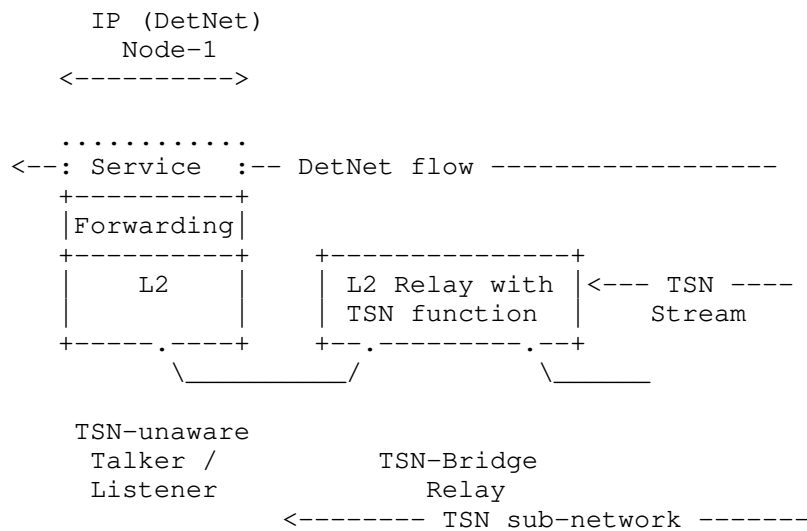 IP (DetNet)
Node-1
<---------->
............
<--: Service  :-- DetNet flow ------------------
+----------+
|Forwarding|
+----------+    +---------------+
|    L2    |    | L2 Relay with |<--- TSN ----
|          |    | TSN function  |    Stream
+-----.----+    +--.---------.--+
\__________/           \______
TSN-unaware
Talker /        TSN-Bridge
Listener          Relay
<-------- TSN sub-network -------